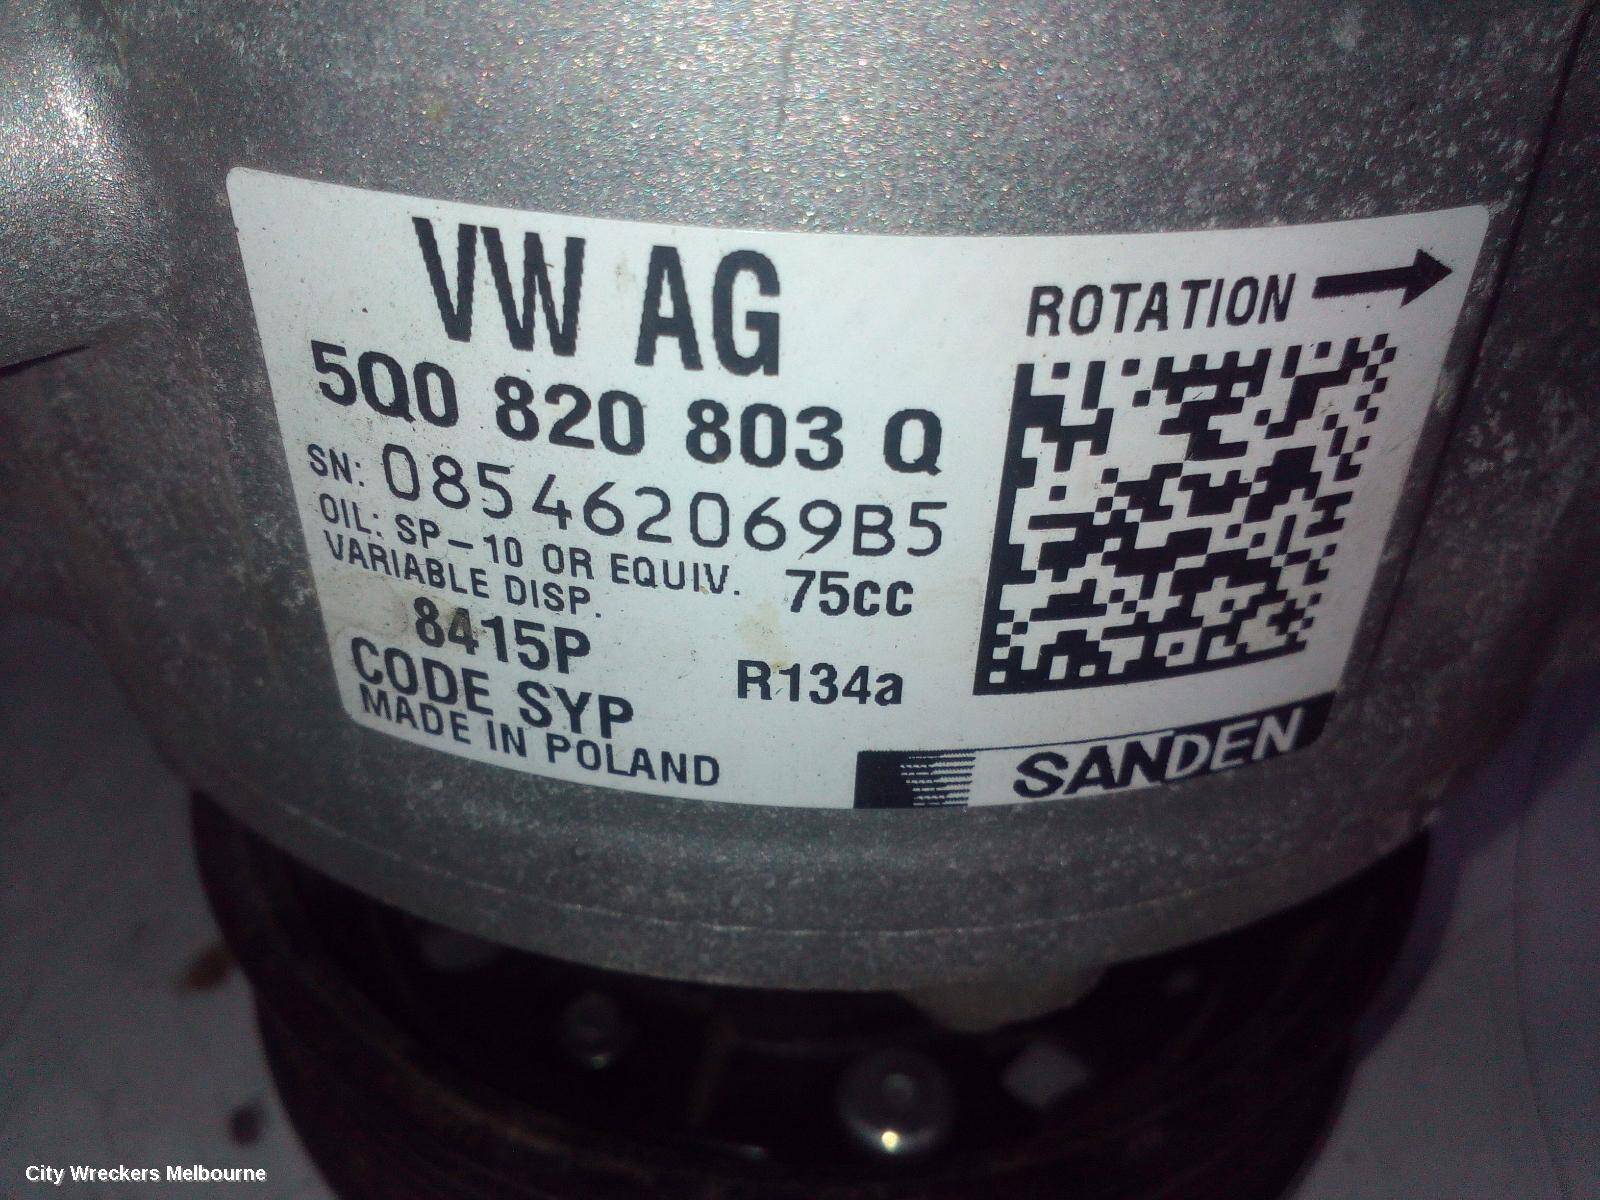 VW AG
5Q0 820 803 Q
SN: 085462069B5
OIL: SP-10 OR EQUIV. 75cc
VARIABLE DISP.
8415P
R134a
CODE SYP
MADE IN POLAND
ROTATION →
SANDEN
City Wreckers Melbourne